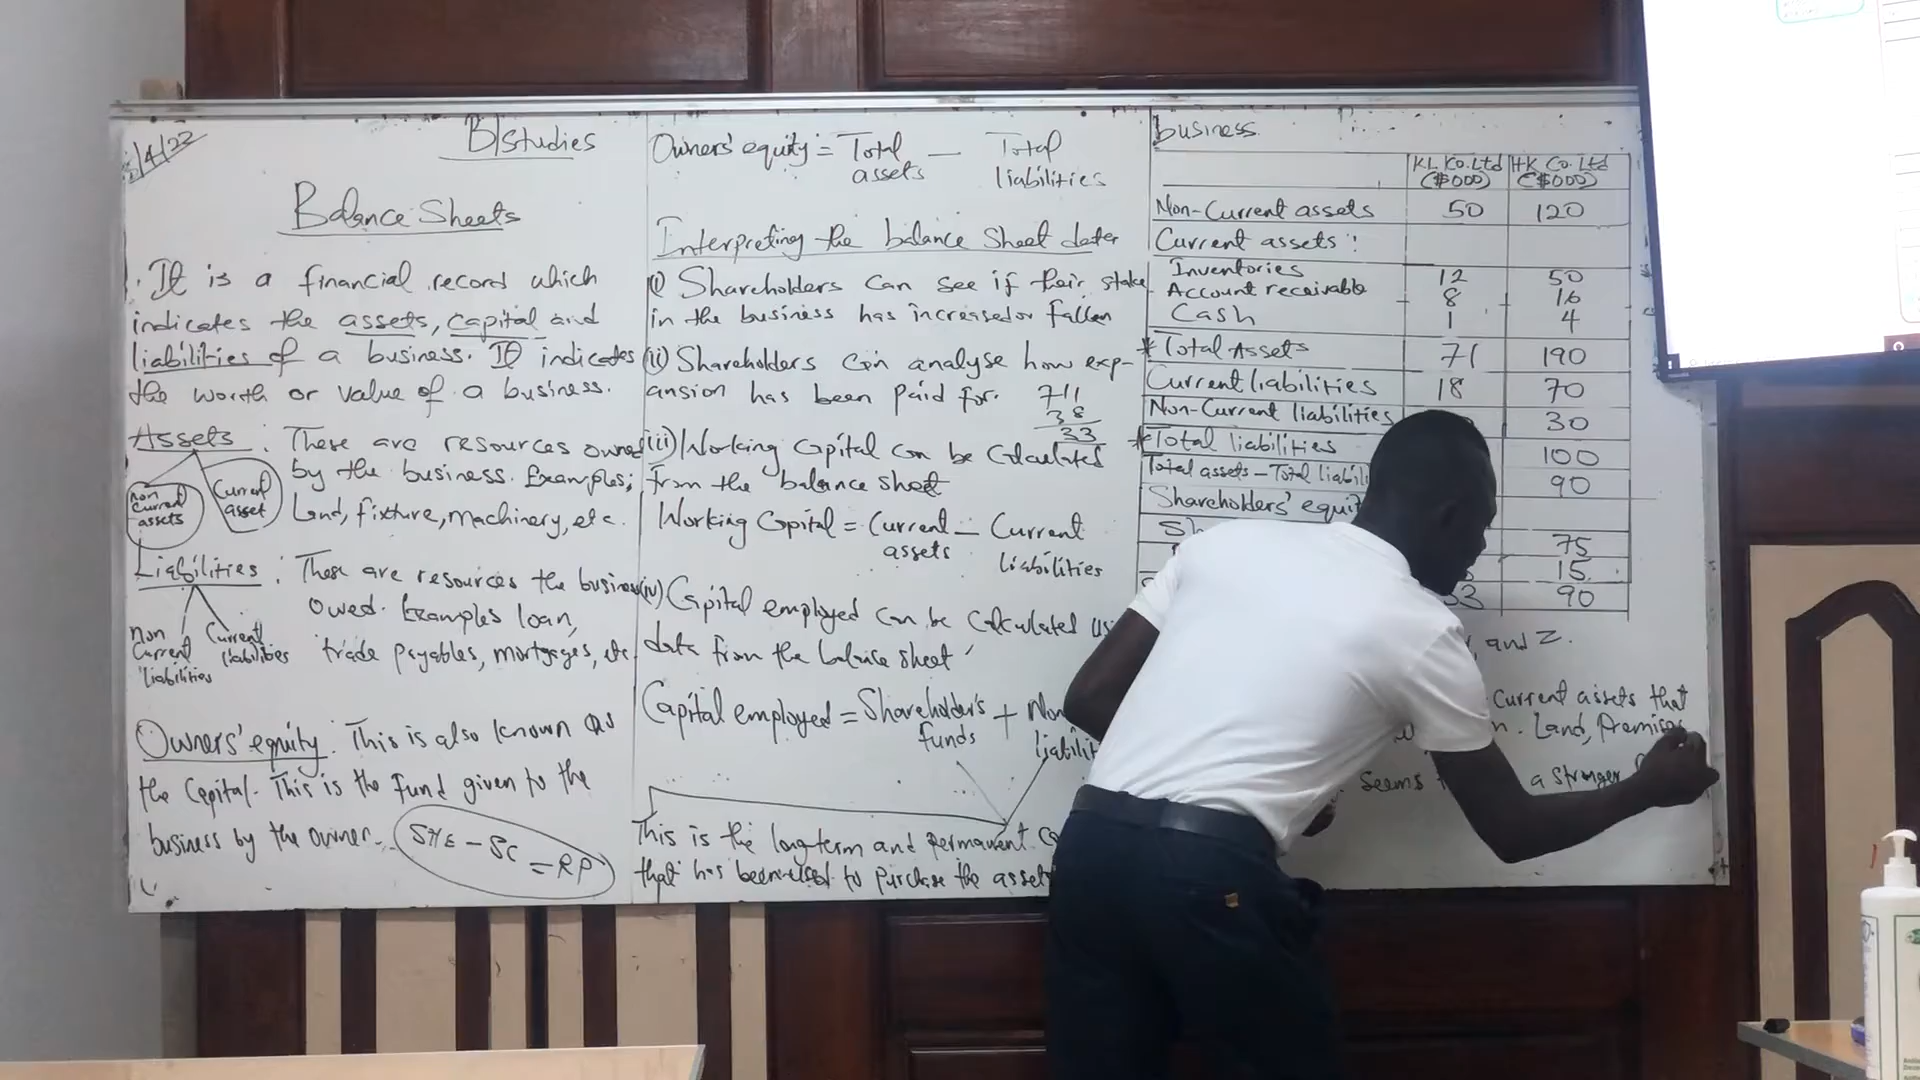 /4/22
B/Studies
Balance Sheets
It is a financial record which
indicates the assets, capital and
liabilities of a business. It indicates
the worth or value of a business.
Assets : These are resources owned
by the business. Examples;
Land, fixture, machinery, etc.
non
current
assets
Current
asset
Liabilities : These are resources the business
owed. Examples loan,
trade payables, mortgages, etc
non
Current
liabilities
Current
liabilities
Owners' equity: This is also known as
the Capital. This is the fund given to the
business by the owner.
SHE - SC
= RP
Owners' equity = Total assets - Total liabilities
Interpreting the balance Sheet data
(i) Shareholders Can See if their stake
in the business has increased or fallen
(ii) Shareholders Can analyse how exp-
ansion has been paid for.
711
38
33
(iii) Working Capital can be Calculated
from the balance sheet
Working Capital = Current assets - Current liabilities
(iv) Capital employed can be Calculated
data from the balance sheet
Capital employed = Shareholder's funds +
This is the long term and permanent
that has been used to purchase the
business
KL Co. Ltd HK Co. Ltd
($000) ($000)
Non-Current assets 50 120
Current assets :
Inventories 12 50
Account receivable 8 16
Cash 1 4
* Total Assets 71 190
Current liabilities 18 70
Non-Current liabilities 30
* Total liabilities 100
Total assets - Total 90
Shareholders'
75
15
33 90
and Z.
Current assets that
Land, Premises
Seems a stronger